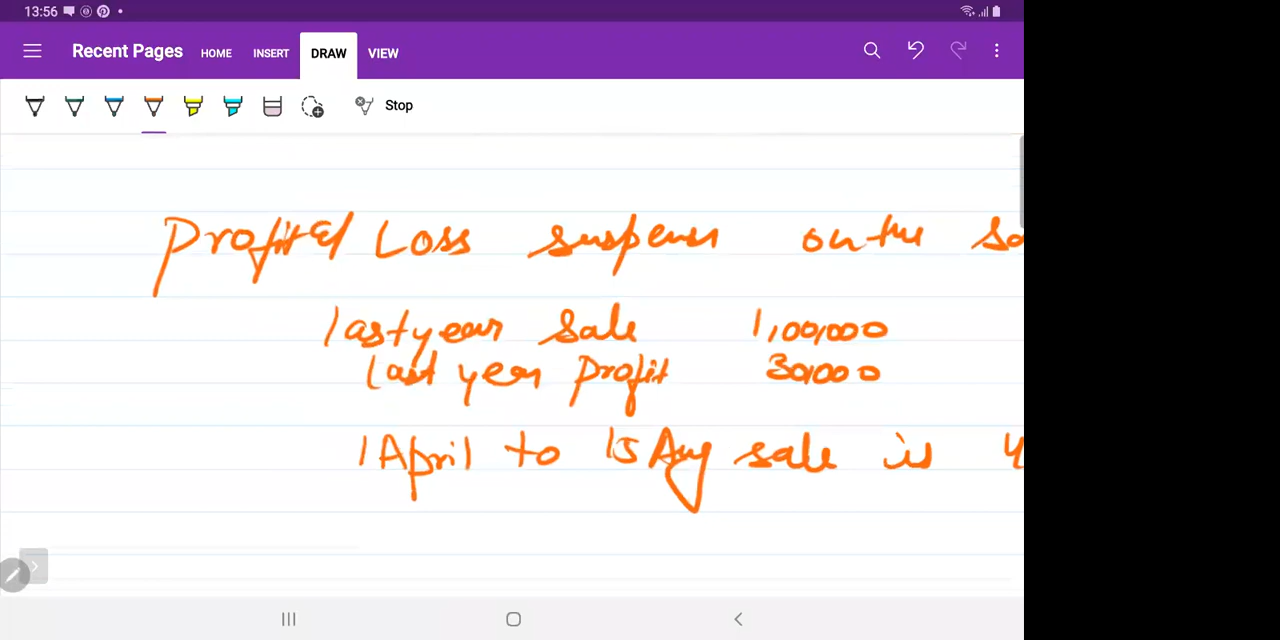 13:56
Recent Pages HOME INSERT DRAW VIEW
Stop
Profit & Loss suspense on the
last year sale 1,00,000
last year profit 30,000
1 April to 15 Aug sale is